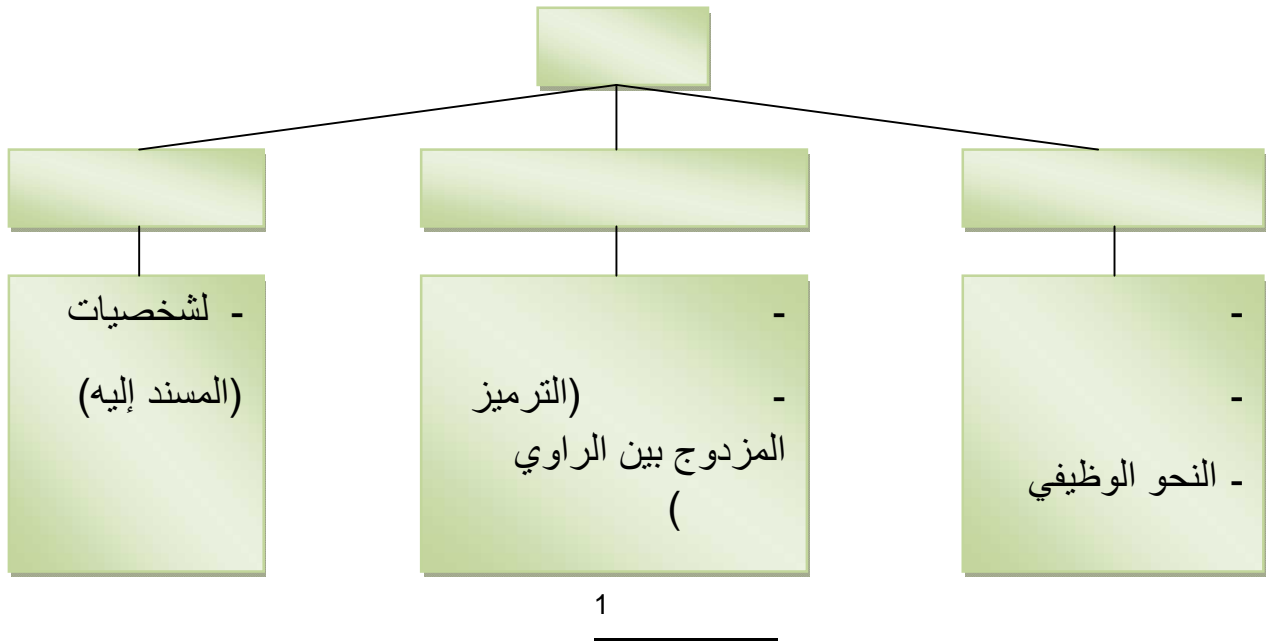 -
-
- النحو الوظيفي
-
- (الترميز
المزدوج بين الراوي
)
- لشخصيات
(المسند إليه)
1